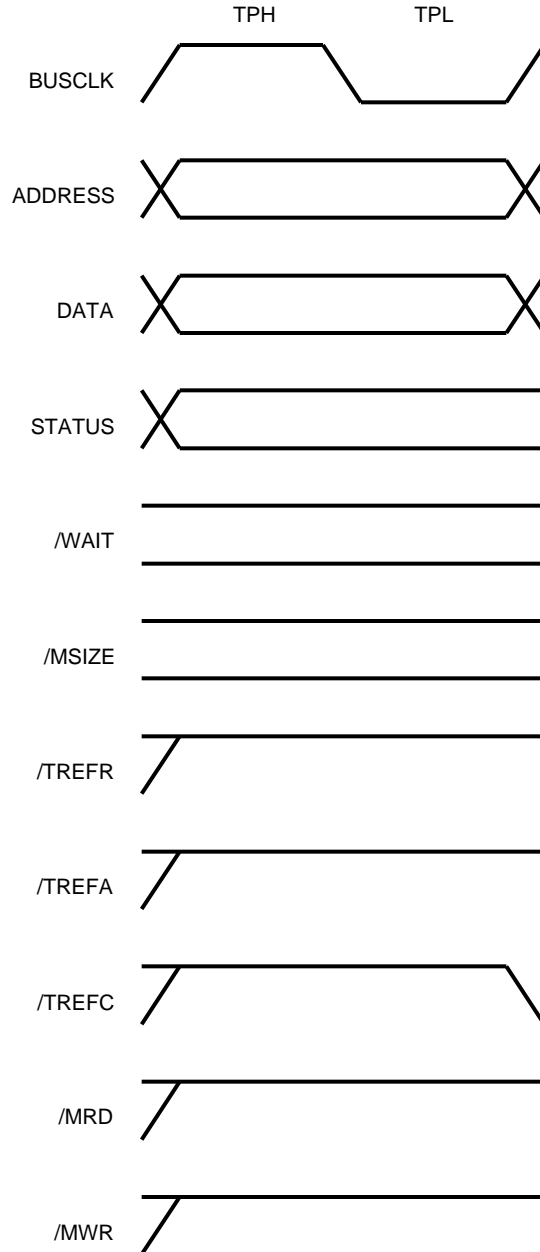 TPH TPL
BUSCLK
ADDRESS
DATA
STATUS
/WAIT
/MSIZE
/TREFR
/TREFA
/TREFC
/MRD
/MWR